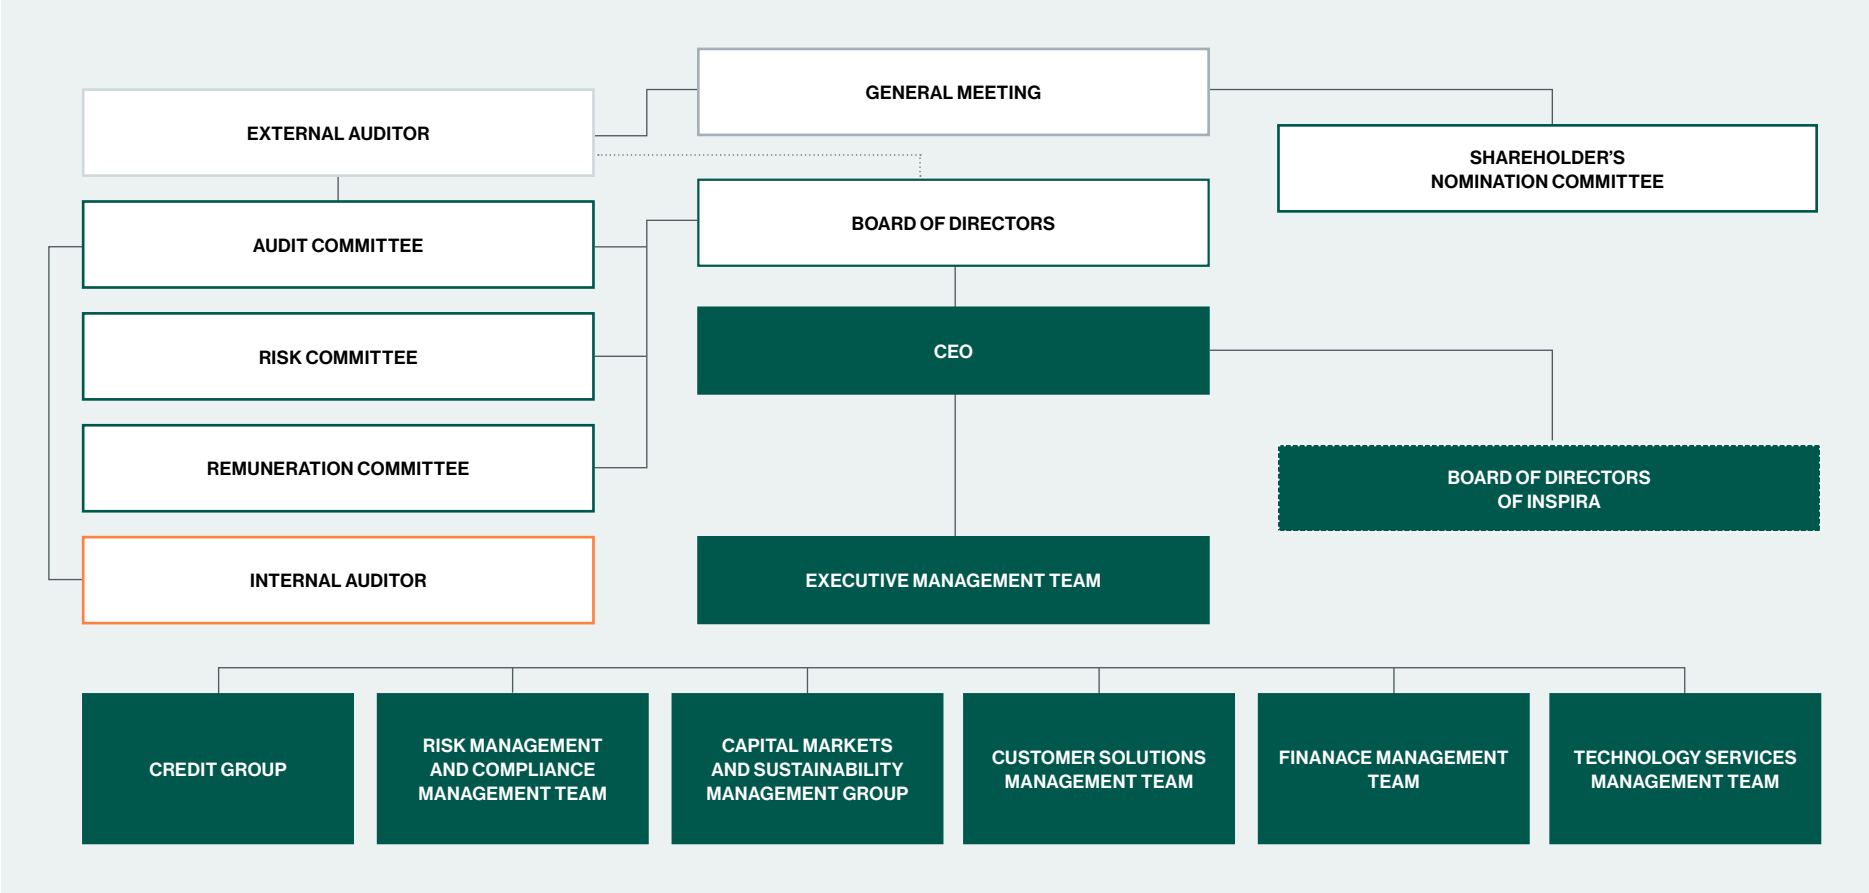 GENERAL MEETING
EXTERNAL AUDITOR
SHAREHOLDER’S
NOMINATION COMMITTEE
BOARD OF DIRECTORS
AUDIT COMMITTEE
CEO
RISK COMMITTEE
REMUNERATION COMMITTEE
BOARD OF DIRECTORS
OF INSPIRA
INTERNAL AUDITOR
EXECUTIVE MANAGEMENT TEAM
CREDIT GROUP
RISK MANAGEMENT
AND COMPLIANCE
MANAGEMENT TEAM
CAPITAL MARKETS
AND SUSTAINABILITY
MANAGEMENT GROUP
CUSTOMER SOLUTIONS
MANAGEMENT TEAM
FINANACE MANAGEMENT
TEAM
TECHNOLOGY SERVICES
MANAGEMENT TEAM